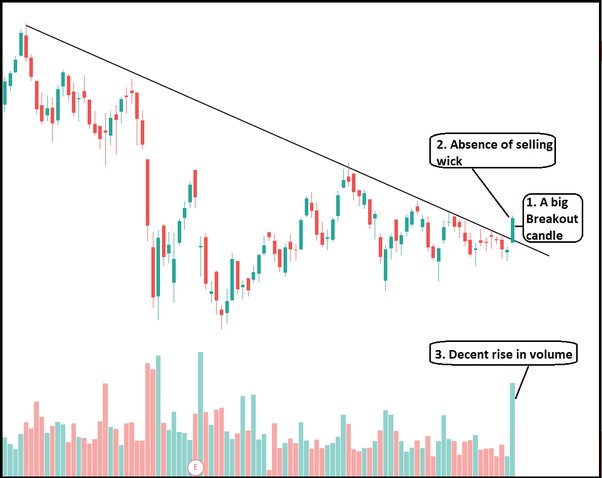 2. Absence of selling
wick
1. A big
Breakout
candle
3. Decent rise in volume
E